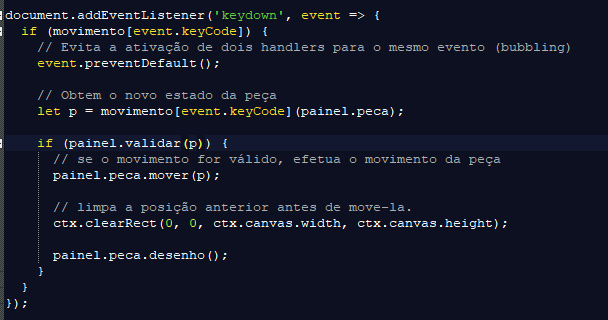 document.addEventListener('keydown', event => {
if (movimento[event.keyCode]) {
// Evita a ativação de dois handlers para o mesmo evento (bubbling)
event.preventDefault();
// Obtem o novo estado da peça
let p = movimento[event.keyCode](painel.peca);
if (painel.validar(p)) {
// se o movimento for válido, efetua o movimento da peça
painel.peca.mover(p);
// limpa a posição anterior antes de move-la.
ctx.clearRect(0, 0, ctx.canvas.width, ctx.canvas.height);
painel.peca.desenho();
}
}
});